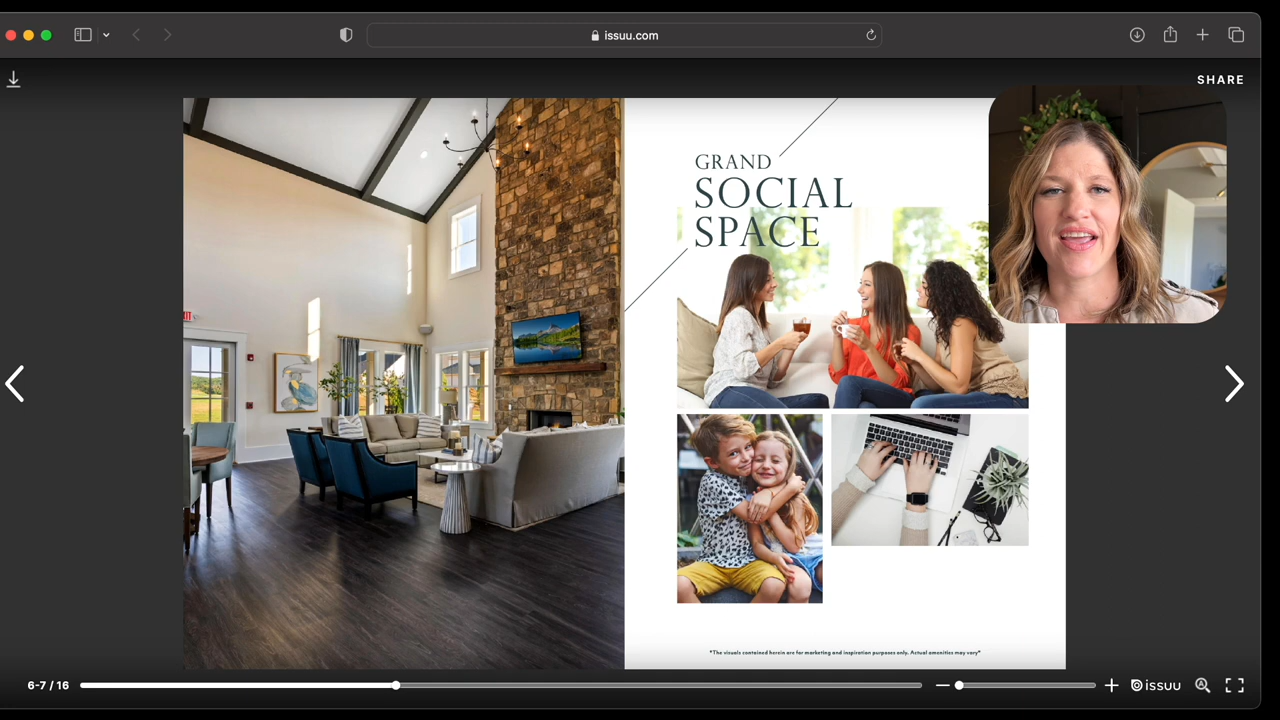 issuu.com
SHARE
GRAND
SOCIAL
SPACE
*The visuals contained herein are for marketing and inspiration purposes only. Actual amenities may vary*
6-7 / 16
issuu